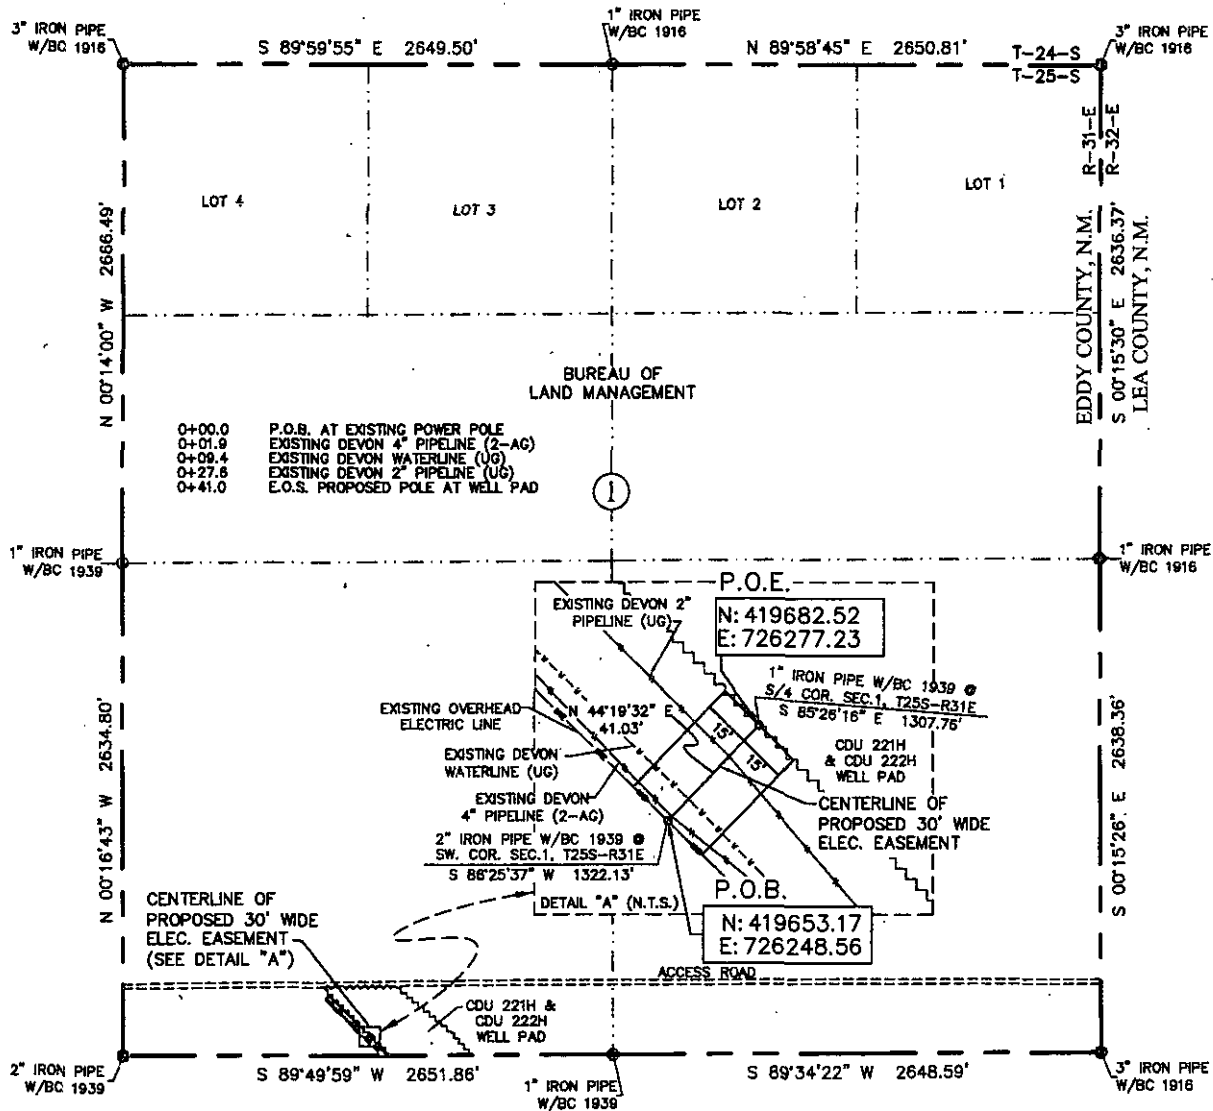 3" IRON PIPE
W/BC 1916
S 89°59'55" E 2649.50'
1" IRON PIPE
W/BC 1916
N 89°58'45" E 2650.81'
3" IRON PIPE
W/BC 1916
T-24-S
T-25-S
R-31-E
R-32-E
LOT 4
LOT 3
LOT 2
LOT 1
N 00°14'00" W 2666.49'
EDDY COUNTY, N.M.
LEA COUNTY, N.M.
S 00°15'30" E 2636.37'
BUREAU OF
LAND MANAGEMENT
0+00.0 P.O.B. AT EXISTING POWER POLE
0+01.9 EXISTING DEVON 4" PIPELINE (2-AG)
0+09.4 EXISTING DEVON WATERLINE (UG)
0+27.6 EXISTING DEVON 2" PIPELINE (UG)
0+41.0 E.O.S. PROPOSED POLE AT WELL PAD
1
1" IRON PIPE
W/BC 1939
1" IRON PIPE
W/BC 1916
P.O.E.
EXISTING DEVON 2"
PIPELINE (UG)
N: 419682.52
E: 726277.23
1" IRON PIPE W/BC 1939 @
S/4 COR. SEC.1, T25S-R31E
S 85°26'16" E 1307.76'
EXISTING OVERHEAD
ELECTRIC LINE
N 44°19'32" E
41.03'
15'
15'
CDU 221H
& CDU 222H
WELL PAD
EXISTING DEVON
WATERLINE (UG)
EXISTING DEVON
4" PIPELINE (2-AG)
CENTERLINE OF
PROPOSED 30' WIDE
ELEC. EASEMENT
2" IRON PIPE W/BC 1939 @
SW. COR. SEC.1, T25S-R31E
S 86°25'37" W 1322.13'
P.O.B.
DETAIL "A" (N.T.S.)
N: 419653.17
E: 726248.56
N 00°16'43" W 2634.80'
S 00°15'26" E 2638.36'
CENTERLINE OF
PROPOSED 30' WIDE
ELEC. EASEMENT
(SEE DETAIL "A")
ACCESS ROAD
CDU 221H &
CDU 222H
WELL PAD
2" IRON PIPE
W/BC 1939
S 89°49'59" W 2651.86'
1" IRON PIPE
W/BC 1939
S 89°34'22" W 2648.59'
3" IRON PIPE
W/BC 1916